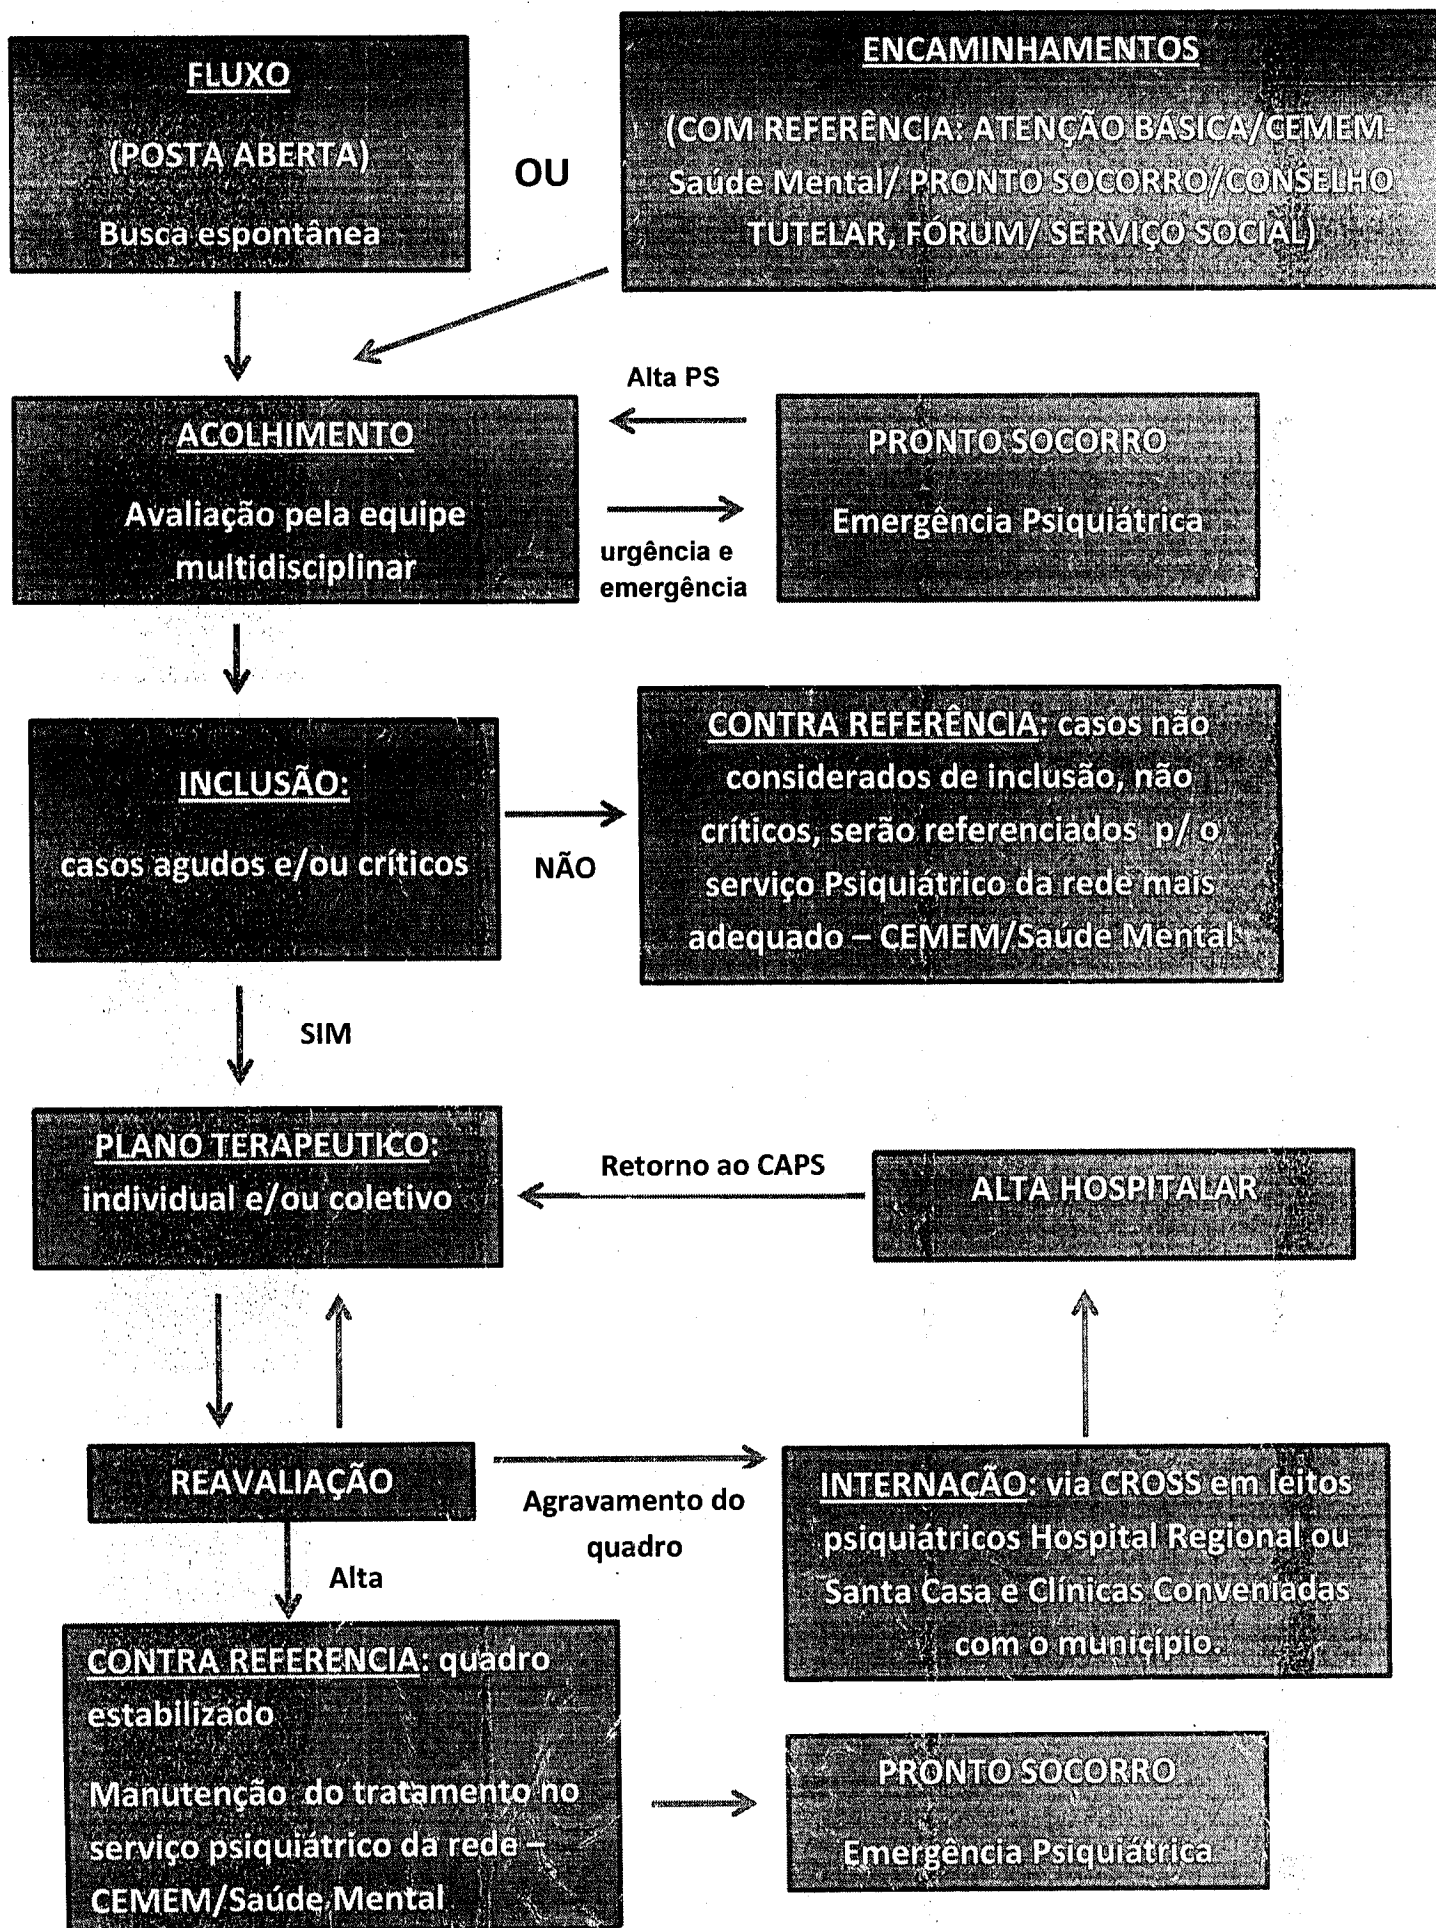 FLUXO
(POSTA ABERTA)
Busca espontânea
OU
ENCAMINHAMENTOS
(COM REFERÊNCIA: ATENÇÃO BÁSICA/CEMEM-
Saúde Mental/ PRONTO SOCORRO/CONSELHO
TUTELAR, FÓRUM/ SERVIÇO SOCIAL)
ACOLHIMENTO
Avaliação pela equipe
multidisciplinar
Alta PS
urgência e
emergência
PRONTO SOCORRO
Emergência Psiquiátrica
INCLUSÃO:
casos agudos e/ou críticos
NÃO
CONTRA REFERÊNCIA: casos não
considerados de inclusão, não
críticos, serão referenciados p/ o
serviço Psiquiátrico da rede mais
adequado – CEMEM/Saúde Mental
SIM
PLANO TERAPEUTICO:
individual e/ou coletivo
Retorno ao CAPS
ALTA HOSPITALAR
REAVALIAÇÃO
Agravamento do
quadro
INTERNAÇÃO: via CROSS em leitos
psiquiátricos Hospital Regional ou
Santa Casa e Clínicas Conveniadas
com o município.
Alta
CONTRA REFERENCIA: quadro
estabilizado
Manutenção do tratamento no
serviço psiquiátrico da rede –
CEMEM/Saúde Mental
PRONTO SOCORRO
Emergência Psiquiátrica